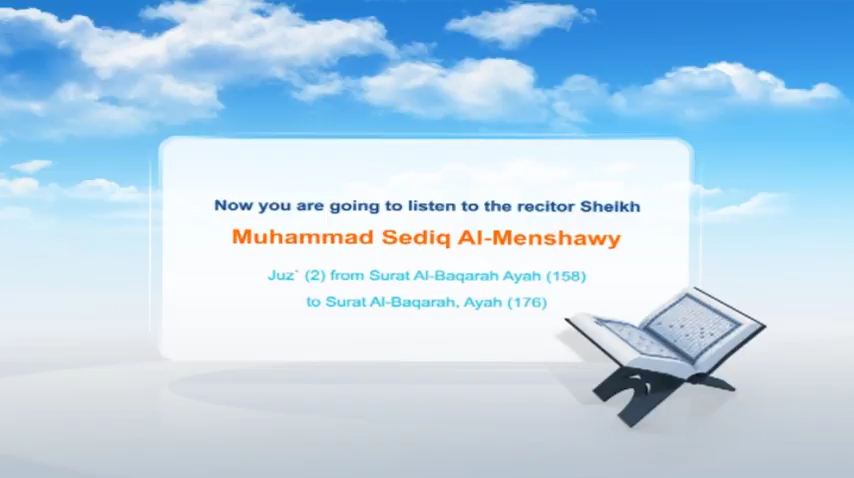 Now you are going to listen to the recitor Sheikh
Muhammad Sediq Al-Menshawy
Juz` (2) from Surat Al-Baqarah Ayah (158)
to Surat Al-Baqarah, Ayah (176)